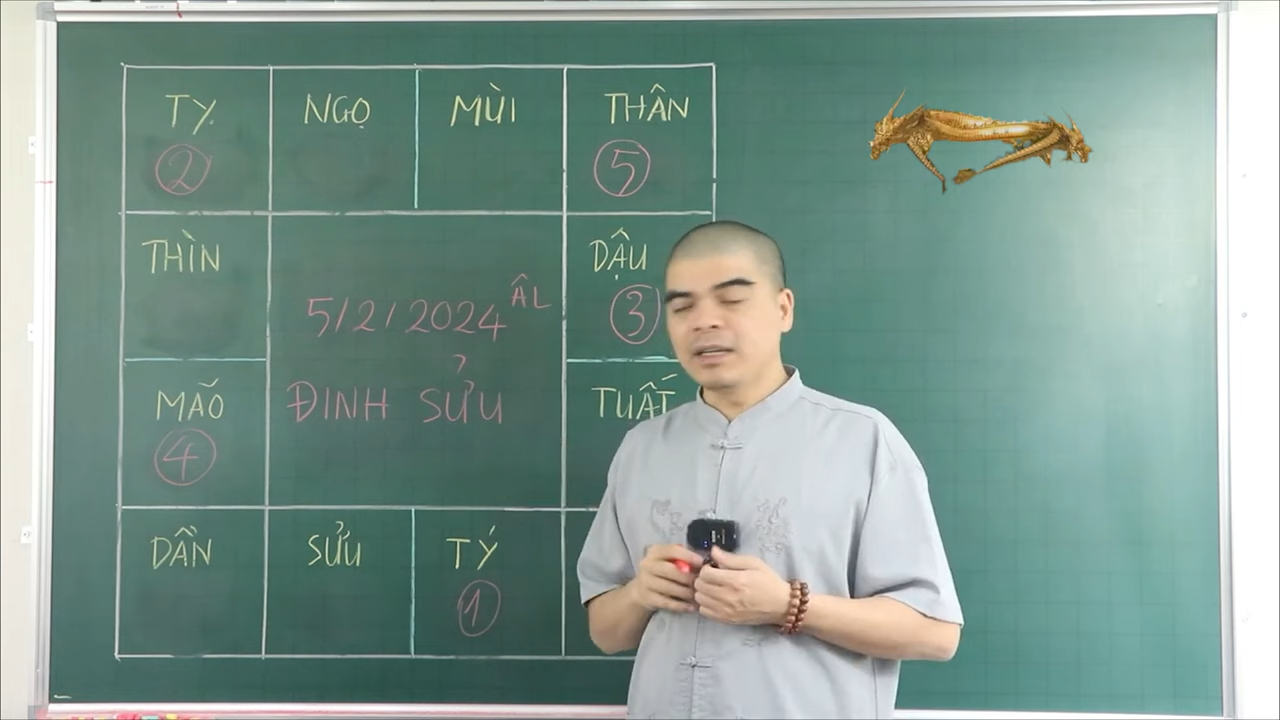 TỴ NGỌ MÙI THÂN
② ⑤
THÌN DẬU
③
5/2/2024 ÂL
MÃO ĐINH SỬU TUẤT
④
DẦN SỬU TÝ
①